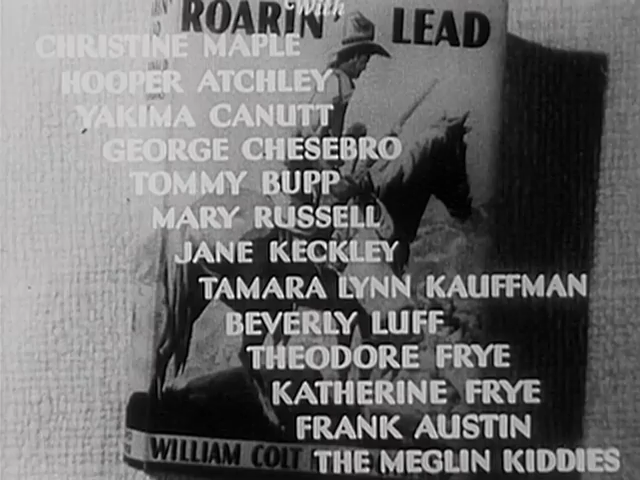 With
ROARIN' LEAD
CHRISTINE MAPLE
HOOPER ATCHLEY
YAKIMA CANUTT
GEORGE CHESEBRO
TOMMY BUPP
MARY RUSSELL
JANE KECKLEY
TAMARA LYNN KAUFFMAN
BEVERLY LUFF
THEODORE FRYE
KATHERINE FRYE
FRANK AUSTIN
THE MEGLIN KIDDIES
WILLIAM COLT